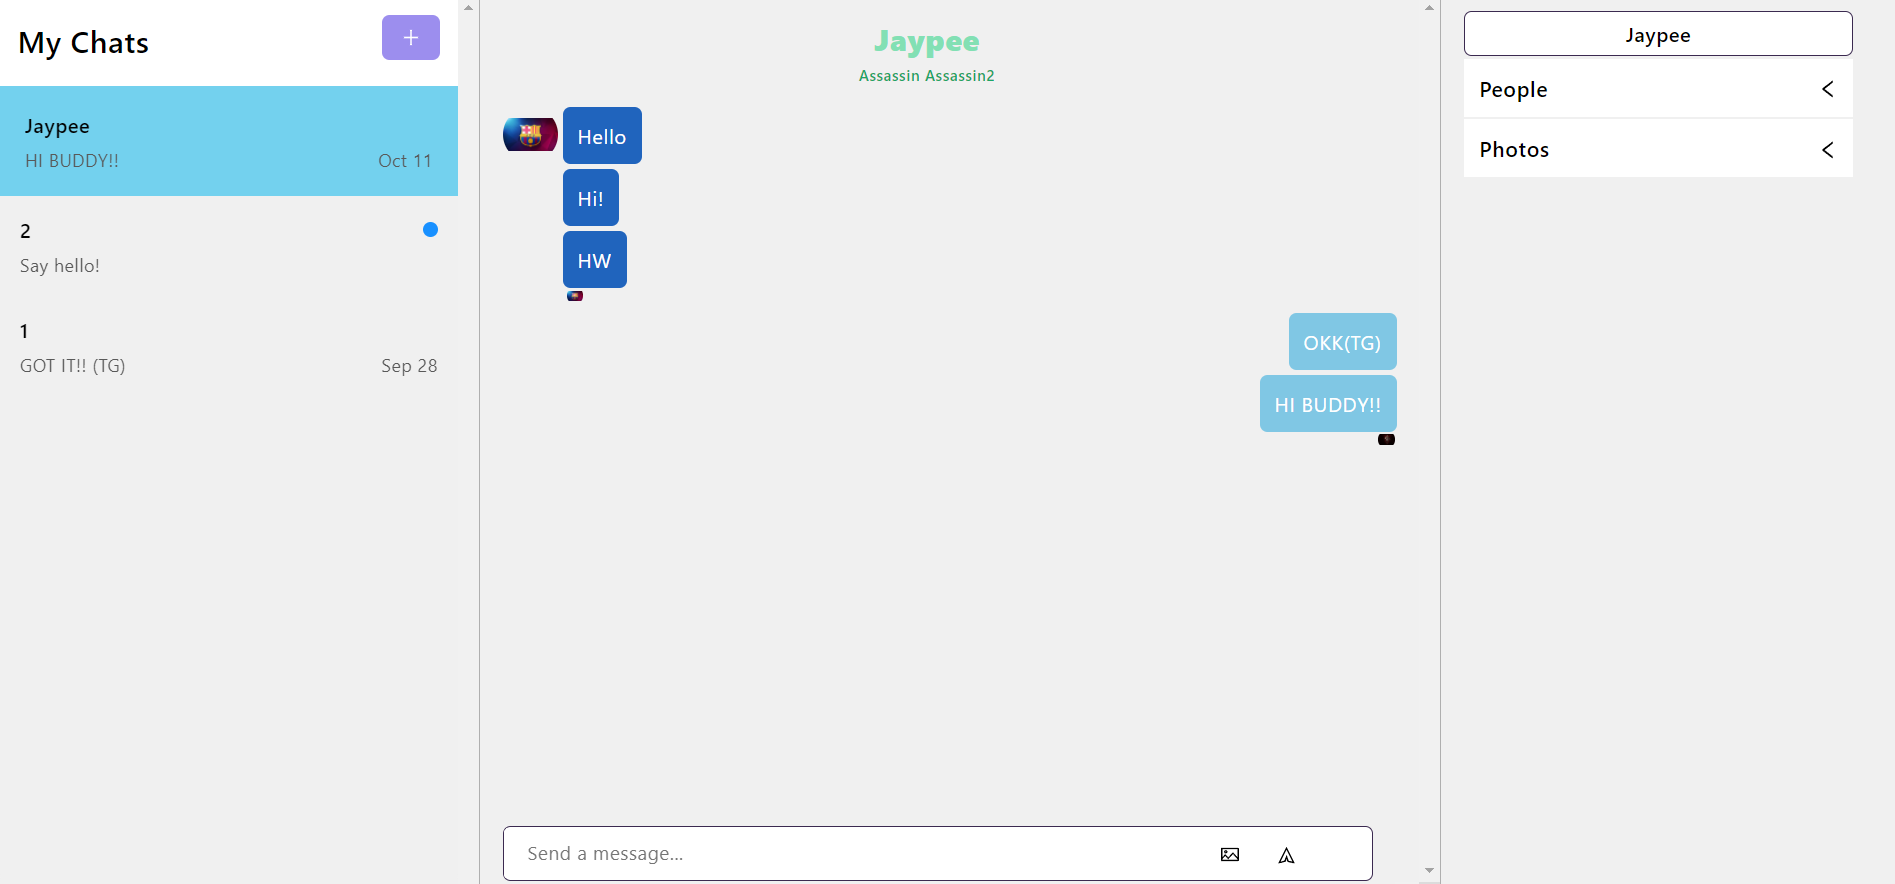 My Chats
Jaypee
HI BUDDY!!
Oct 11
2
Say hello!
1
GOT IT!! (TG)
Sep 28
Jaypee
Assassin Assassin2
Hello
Hi!
HW
OKK(TG)
HI BUDDY!!
Send a message...
Jaypee
People
Photos